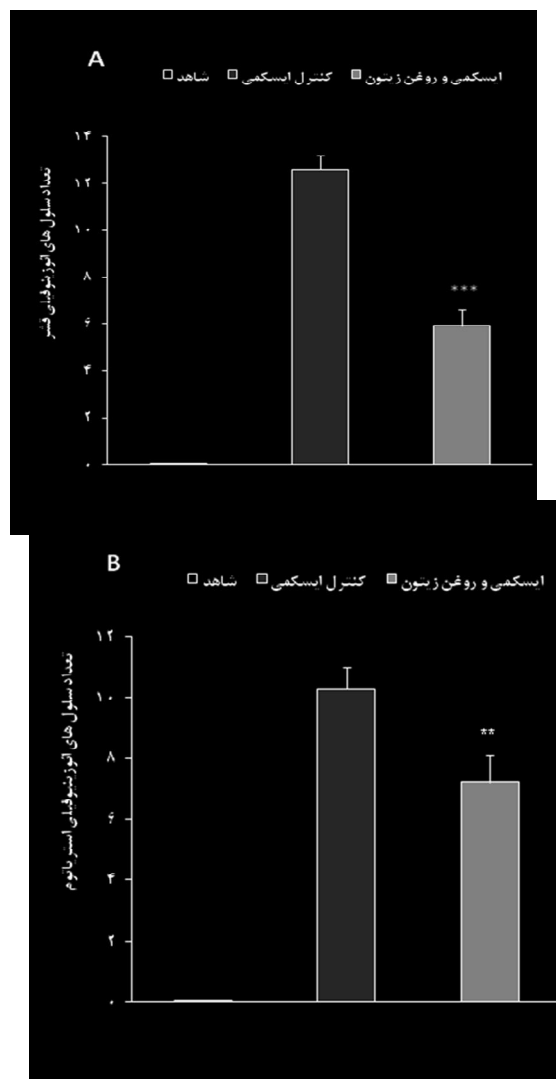 A
شاهد کنترل ایسکمی ایسکمی و روغن زیتون
تعداد سلول های ائوزینوفیلی قشر
۱۴
۱۲
۱۰
۸
۶
۴
۲
۰
***
B
شاهد کنترل ایسکمی ایسکمی و روغن زیتون
تعداد سلول های ائوزینوفیلی استریاتوم
۱۲
۱۰
۸
۶
۴
۲
۰
**